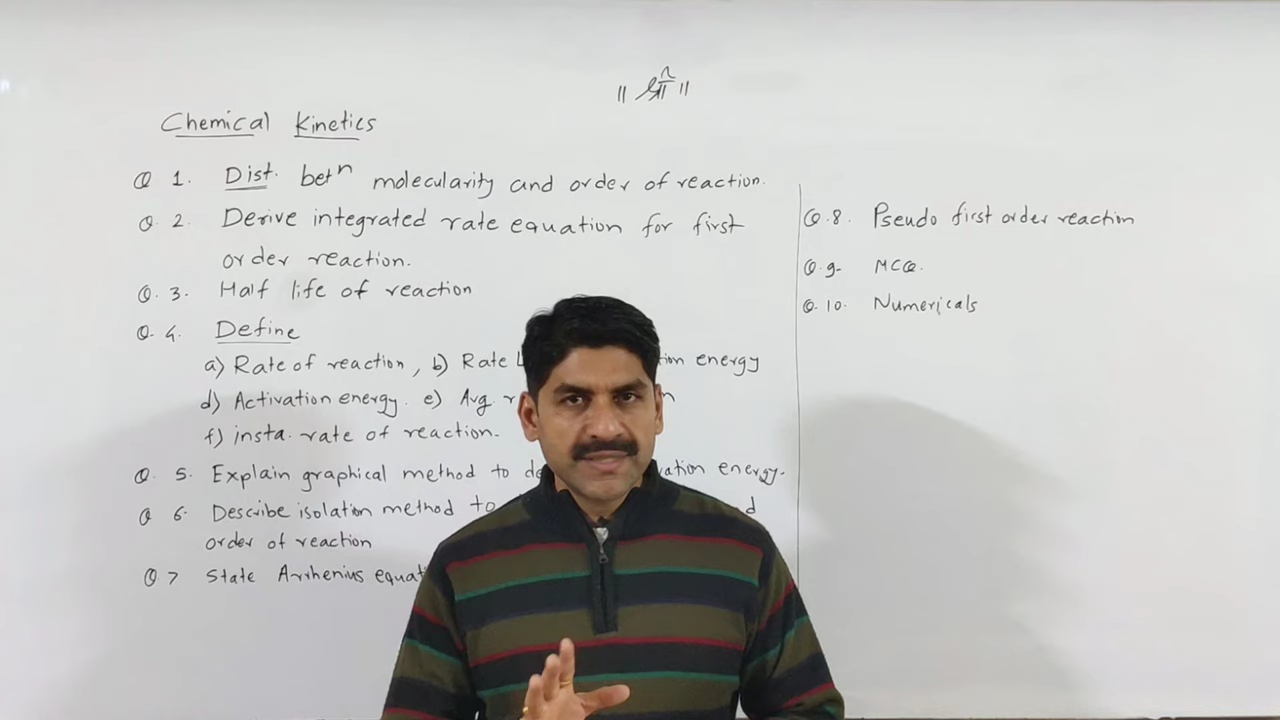 || श्री ||
Chemical Kinetics
Q 1. Dist. betⁿ molecularity and order of reaction.
Q. 2. Derive integrated rate equation for first
order reaction.
Q. 3. Half life of reaction
Q. 4. Define
a) Rate of reaction, b) Rate energy
d) Activation energy. e) Avg.
f) insta. rate of reaction.
Q. 5. Explain graphical method to energy.
Q 6. Describe isolation method to
order of reaction
Q. 7 State Arrhenius
Q. 8. Pseudo first order reaction
Q. 9. MCQ.
Q. 10. Numericals